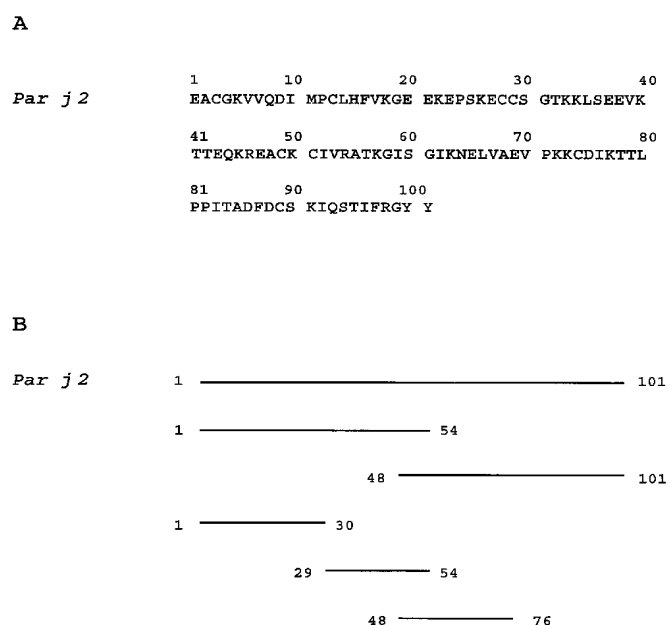 A
1 10 20 30 40
Par j 2 EACGKVVQDI MPCLHFVKGE EKEPSKECCS GTKKLSEEVK
41 50 60 70 80
TTEQKREACK CIVRATKGIS GIKNELVAEV PKKCDIKTTL
81 90 100
PPITADFDCS KIQSTIFRGY Y
B
Par j 2 1 101
1 54
48 101
1 30
29 54
48 76